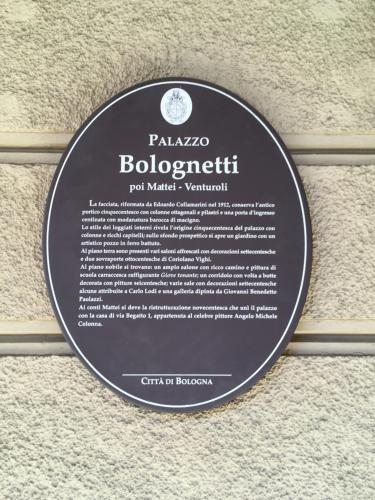 PALAZZO
Bolognetti
poi Mattei - Venturoli
La facciata, riformata da Edoardo Collamarini nel 1912, conserva l'antico
portico cinquecentesco con colonne ottagonali e pilastri e una porta d'ingresso
centinata con modanatura barocca di macigno.
Lo stile dei loggiati interni rivela l'origine cinquecentesca del palazzo con
colonne e ricchi capitelli; sullo sfondo prospettico si apre un giardino con un
artistico pozzo in ferro battuto.
Al piano terra sono presenti vari saloni affrescati con decorazioni settecentesche
e due sovraporte ottocentesche di Coriolano Vighi.
Al piano nobile si trovano: un ampio salone con ricco camino e pittura di
scuola carraccesca raffigurante Giove tonante; un corridoio con volta a botte
decorata con pitture seicentesche; varie sale con decorazioni settecentesche
alcune attribuite a Carlo Lodi e una galleria dipinta da Giovanni Benedetto
Paolazzi.
Ai conti Mattei si deve la ristrutturazione novecentesca che unì il palazzo
con la casa di via Begatto 1, appartenuta al celebre pittore Angelo Michele
Colonna.
CITTÀ DI BOLOGNA